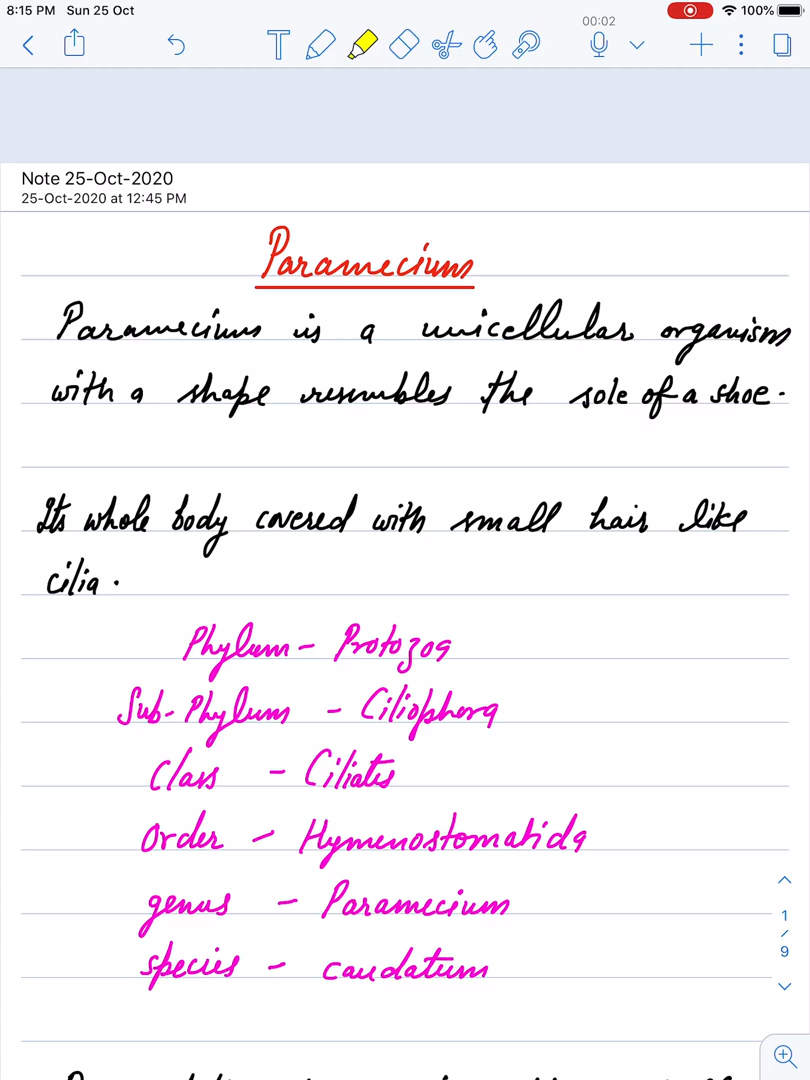 8:15 PM Sun 25 Oct 100%
00:02
Note 25-Oct-2020
25-Oct-2020 at 12:45 PM
Paramecium
Paramecium is a unicellular organism
with a shape resembles the sole of a shoe.
Its whole body covered with small hair like
cilia.
Phylum - Protozoa
Sub-Phylum - Ciliophora
Class - Ciliates
Order - Hymenostomatida
genus - Paramecium
species - caudatum
1
/
9